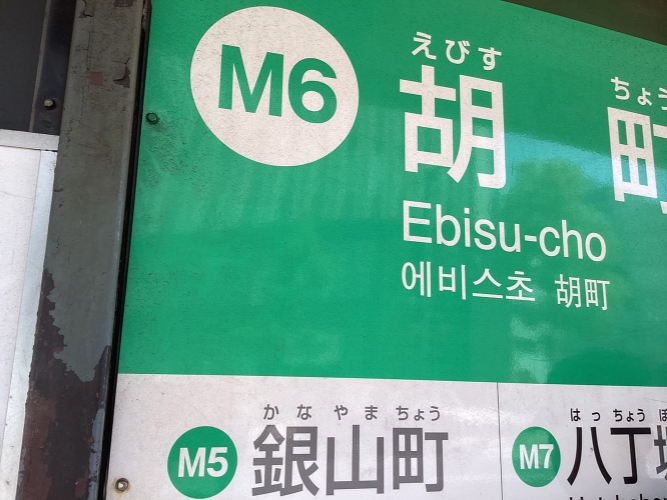 M6
えびす ちょう
胡 町
Ebisu-cho
에비스초 胡町
かなやまちょう
M5 銀山町
はっちょう
M7 八丁